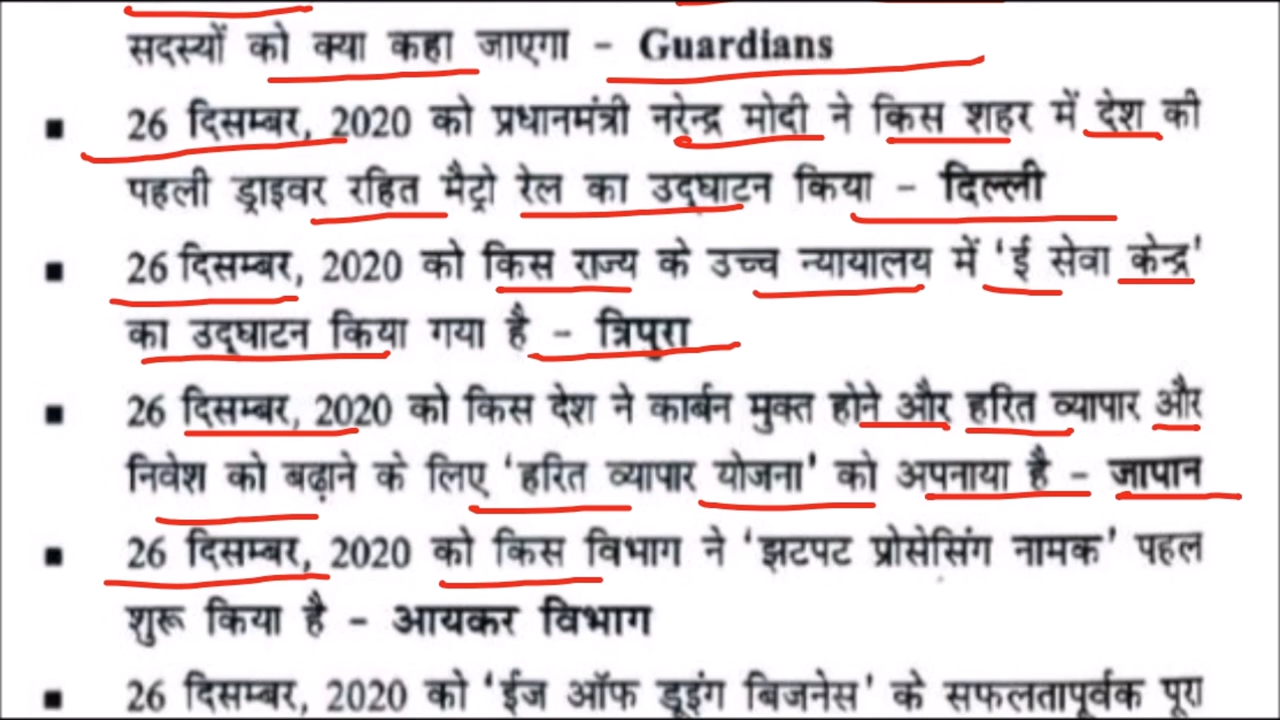 सदस्यों को क्या कहा जाएगा – Guardians
▪ 26 दिसम्बर, 2020 को प्रधानमंत्री नरेन्द्र मोदी ने किस शहर में देश की
पहली ड्राइवर रहित मैट्रो रेल का उद्घाटन किया – दिल्ली
▪ 26 दिसम्बर, 2020 को किस राज्य के उच्च न्यायालय में 'ई सेवा केन्द्र'
का उद्घाटन किया गया है – त्रिपुरा
▪ 26 दिसम्बर, 2020 को किस देश ने कार्बन मुक्त होने और हरित व्यापार और
निवेश को बढ़ाने के लिए 'हरित व्यापार योजना' को अपनाया है – जापान
▪ 26 दिसम्बर, 2020 को किस विभाग ने 'झटपट प्रोसेसिंग नामक' पहल
शुरू किया है – आयकर विभाग
▪ 26 दिसम्बर, 2020 को 'ईज ऑफ डूइंग बिजनेस' के सफलतापूर्वक पूरा